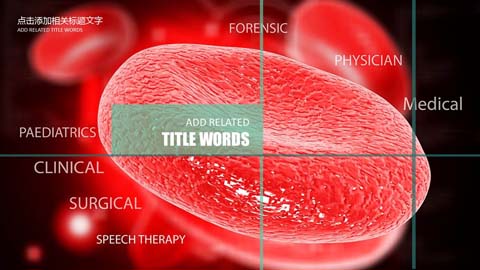 点击添加相关标题文字
ADD RELATED TITLE WORDS
FORENSIC
PHYSICIAN
Medical
ADD RELATED
TITLE WORDS
PAEDIATRICS
CLINICAL
SURGICAL
SPEECH THERAPY